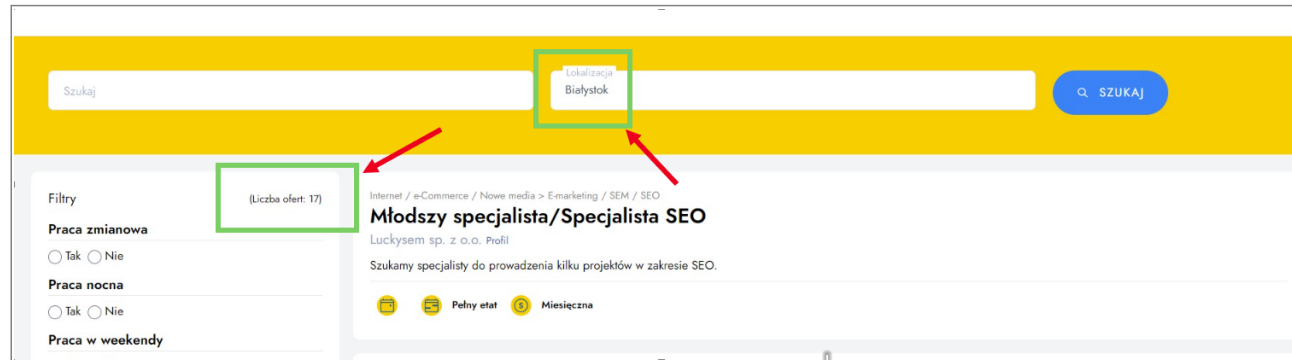 Szukaj
Lokalizacja
Białystok
SZUKAJ
Filtry
(Liczba ofert: 17)
Praca zmianowa
Tak Nie
Praca nocna
Tak Nie
Praca w weekendy
Internet / e-Commerce / Nowe media > E-marketing / SEM / SEO
Młodszy specjalista/Specjalista SEO
Luckysem sp. z o.o. Profil
Szukamy specjalisty do prowadzenia kilku projektów w zakresie SEO.
Pełny etat Miesięczna